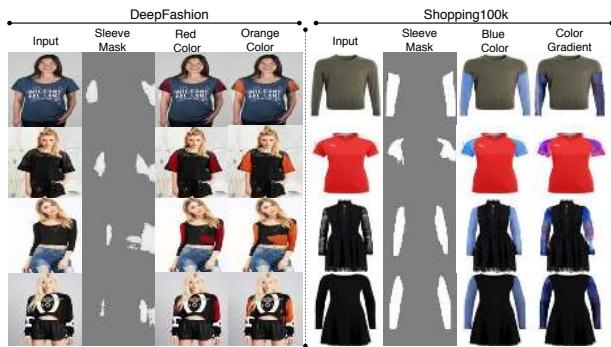 DeepFashion
Shopping100k
Input
Sleeve
Mask
Red
Color
Orange
Color
Input
Sleeve
Mask
Blue
Color
Color
Gradient